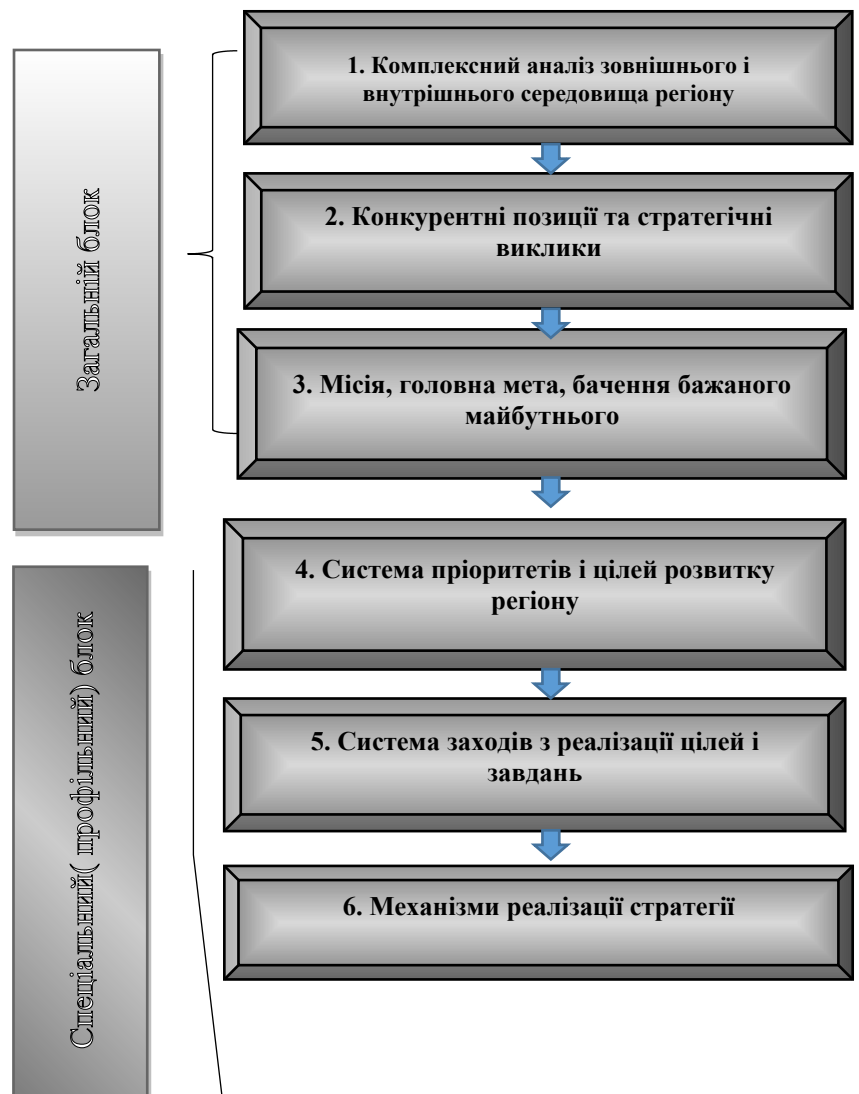 Загальній блок
1. Комплексний аналіз зовнішнього і
внутрішнього середовища регіону
2. Конкурентні позиції та стратегічні
виклики
3. Місія, головна мета, бачення бажаного
майбутнього
Спеціальний( профільний) блок
4. Система пріоритетів і цілей розвитку
регіону
5. Система заходів з реалізації цілей і
завдань
6. Механізми реалізації стратегії